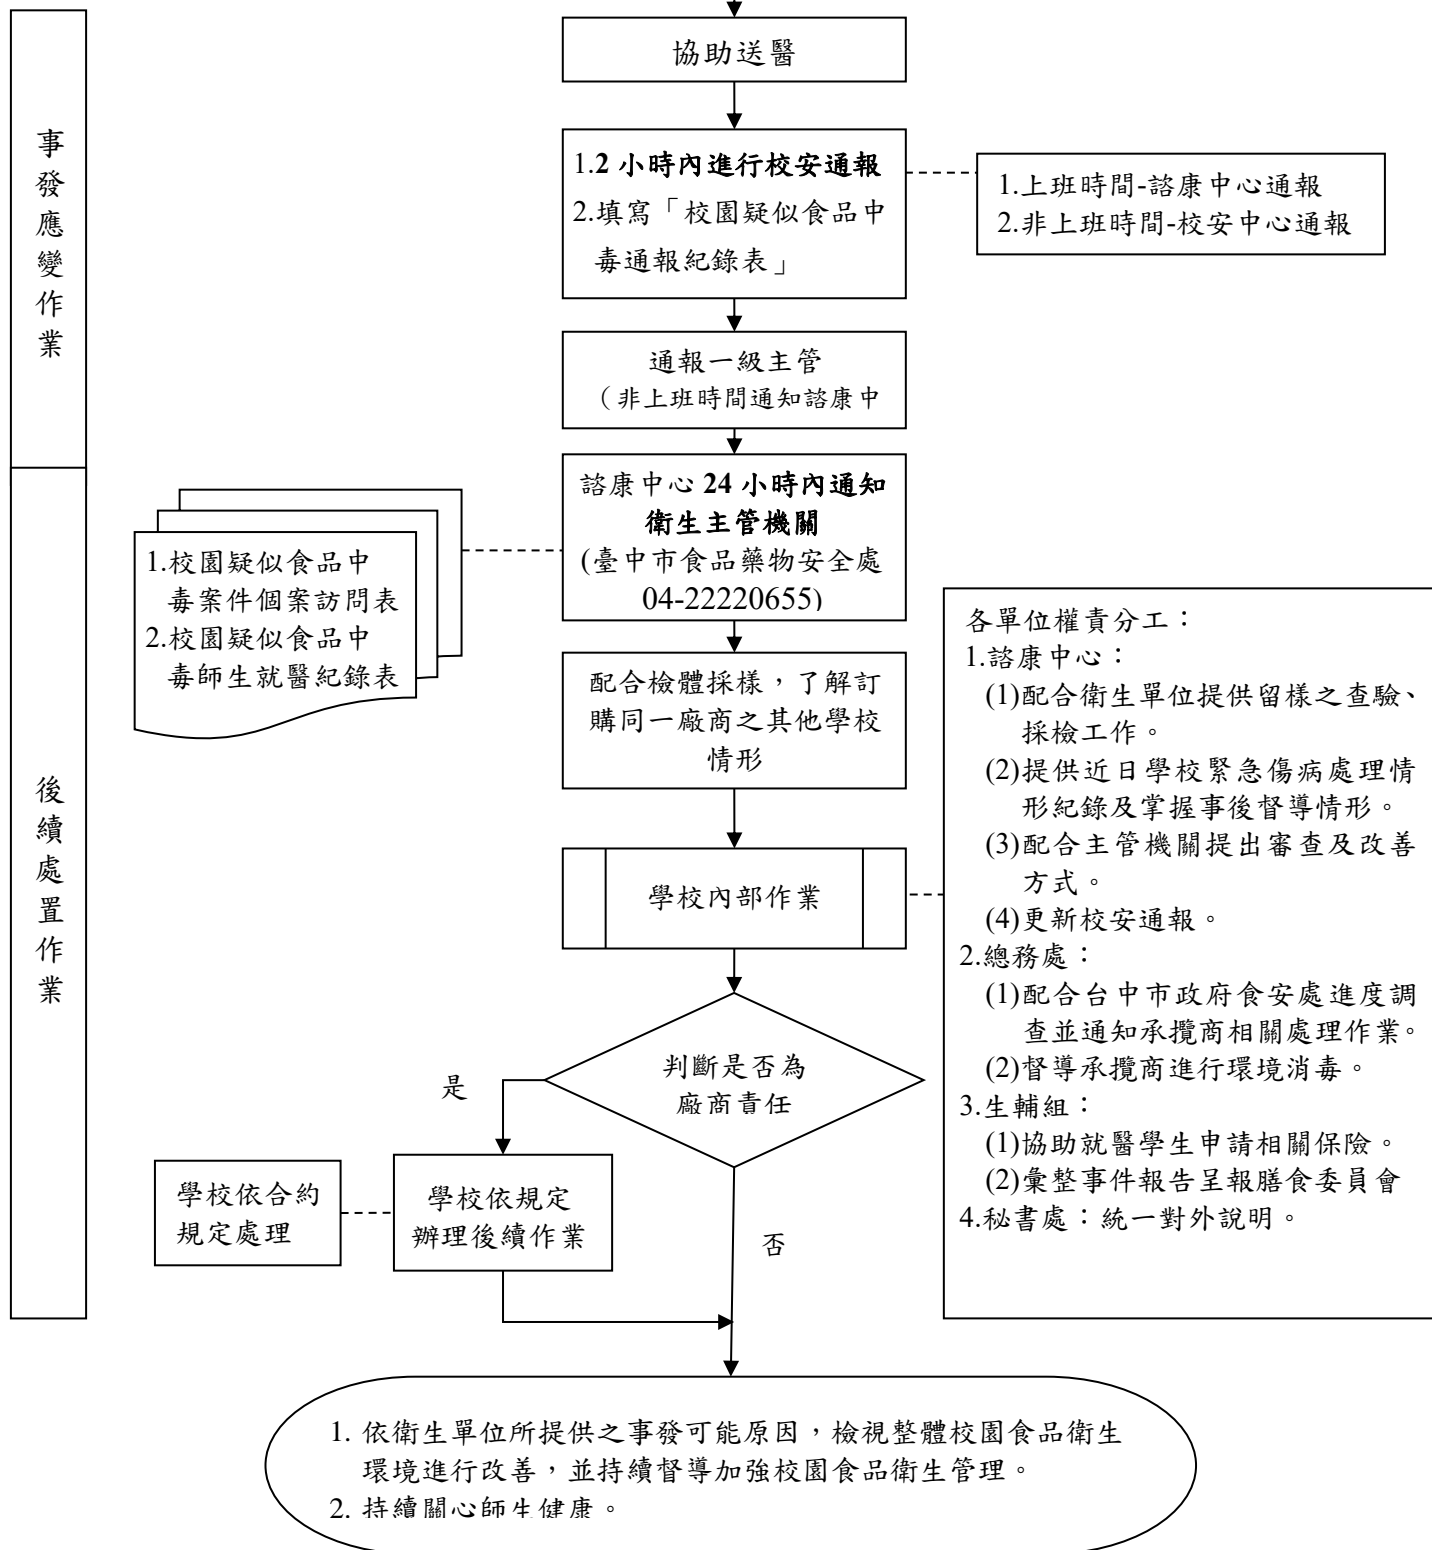 事發應變作業
協助送醫
1.2 小時內進行校安通報
2.填寫「校園疑似食品中
毒通報紀錄表」
1.上班時間-諮康中心通報
2.非上班時間-校安中心通報
通報一級主管
（非上班時間通知諮康中
後續處置作業
諮康中心 24 小時內通知
衛生主管機關
(臺中市食品藥物安全處
04-22220655)
1.校園疑似食品中
毒案件個案訪問表
2.校園疑似食品中
毒師生就醫紀錄表
配合檢體採樣，了解訂
購同一廠商之其他學校
情形
學校內部作業
各單位權責分工：
1.諮康中心：
(1)配合衛生單位提供留樣之查驗、
採檢工作。
(2)提供近日學校緊急傷病處理情
形紀錄及掌握事後督導情形。
(3)配合主管機關提出審查及改善
方式。
(4)更新校安通報。
2.總務處：
(1)配合台中市政府食安處進度調
查並通知承攬商相關處理作業。
(2)督導承攬商進行環境消毒。
3.生輔組：
(1)協助就醫學生申請相關保險。
(2)彙整事件報告呈報膳食委員會
4.秘書處：統一對外說明。
判斷是否為
廠商責任
是
學校依合約
規定處理
學校依規定
辦理後續作業
否
1. 依衛生單位所提供之事發可能原因，檢視整體校園食品衛生
環境進行改善，並持續督導加強校園食品衛生管理。
2. 持續關心師生健康。